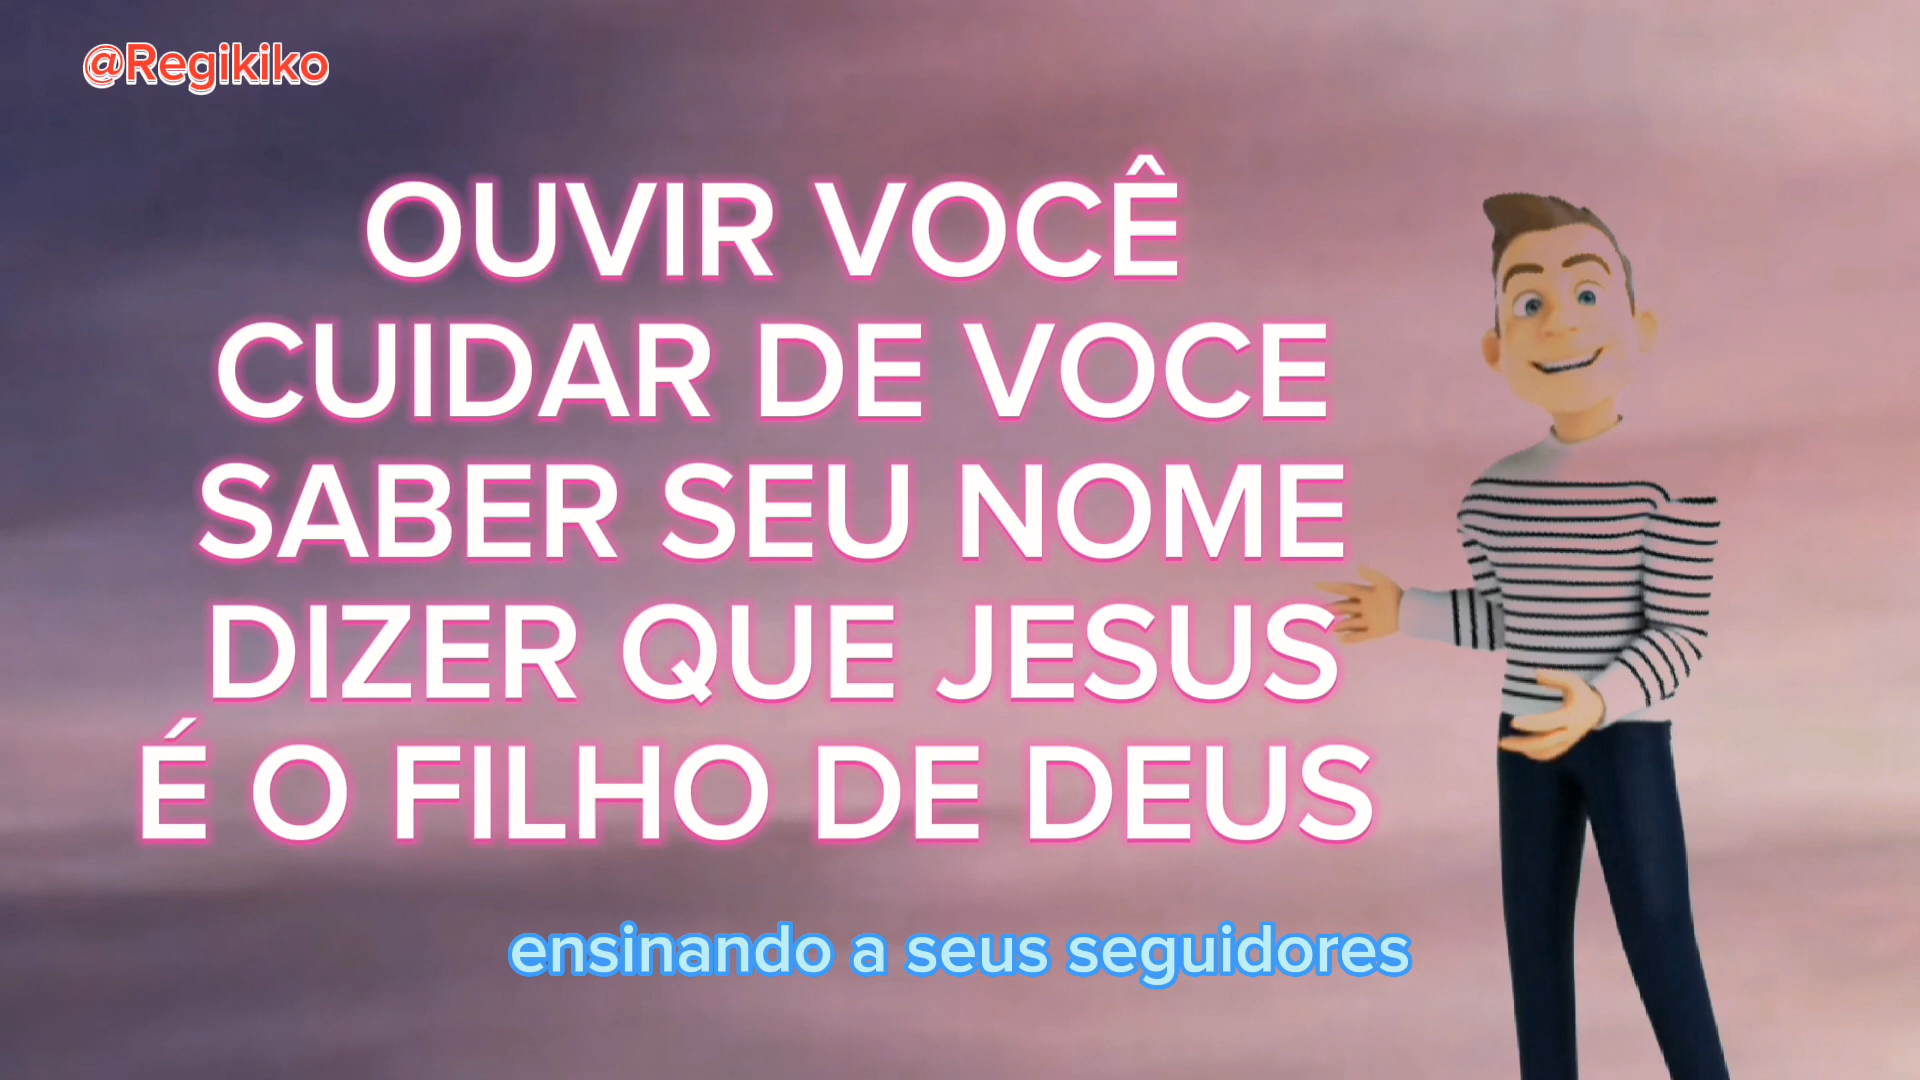 @Regikiko
OUVIR VOCÊ
CUIDAR DE VOCE
SABER SEU NOME
DIZER QUE JESUS
É O FILHO DE DEUS
ensinando a seus seguidores